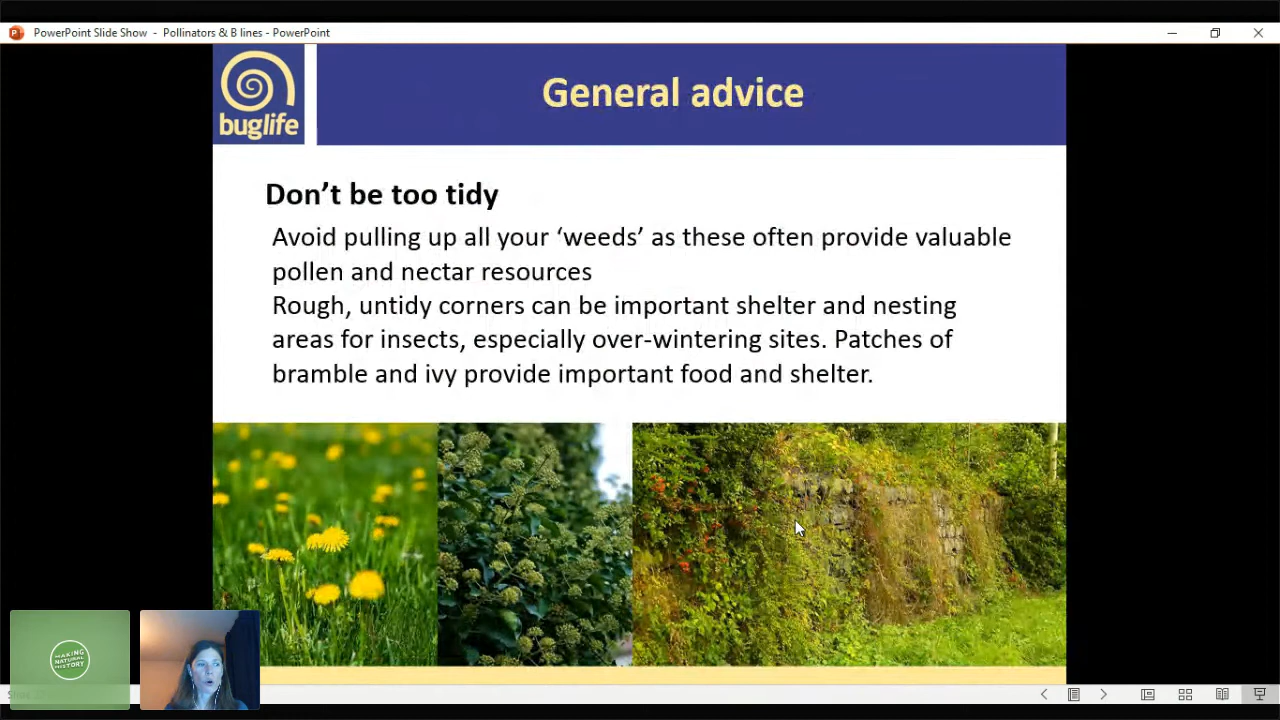 PowerPoint Slide Show - Pollinators & B lines - PowerPoint
buglife
General advice
Don’t be too tidy
Avoid pulling up all your ‘weeds’ as these often provide valuable
pollen and nectar resources
Rough, untidy corners can be important shelter and nesting
areas for insects, especially over-wintering sites. Patches of
bramble and ivy provide important food and shelter.
MAKING
NATURAL
HISTORY